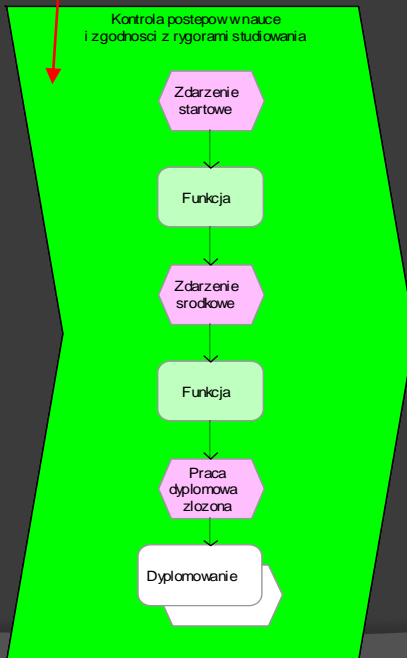 Kontrola postepow w nauce
i zgodnosci z rygorami studiowania
Zdarzenie
startowe
Funkcja
Zdarzenie
srodkowe
Funkcja
Praca
dyplomowa
zlozona
Dyplomowanie